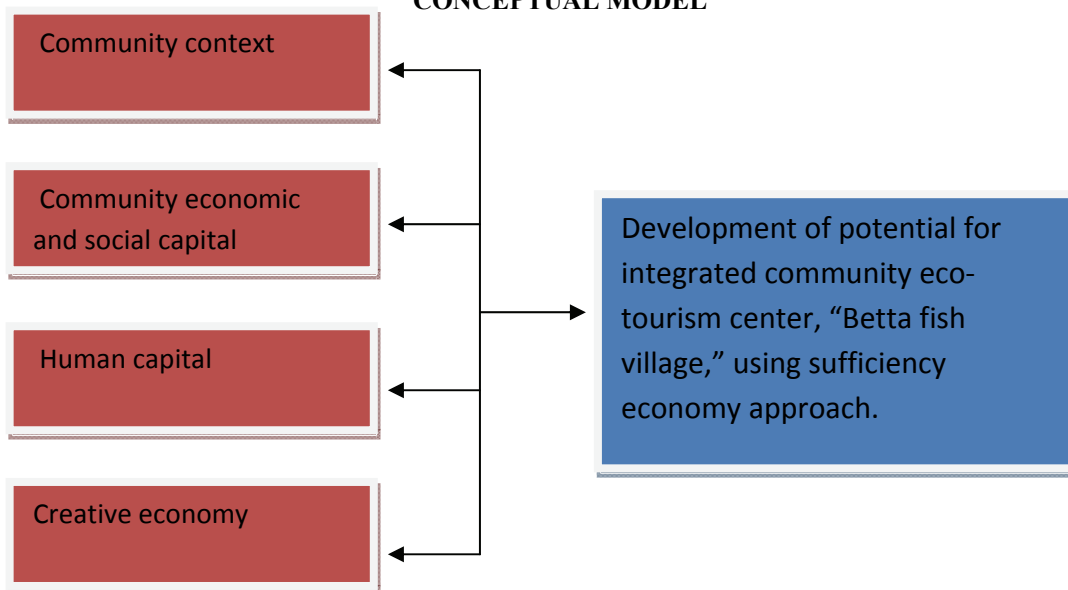 CONCEPTUAL MODEL
Community context
Community economic
and social capital
Human capital
Creative economy
Development of potential for
integrated community eco-
tourism center, “Betta fish
village,” using sufficiency
economy approach.